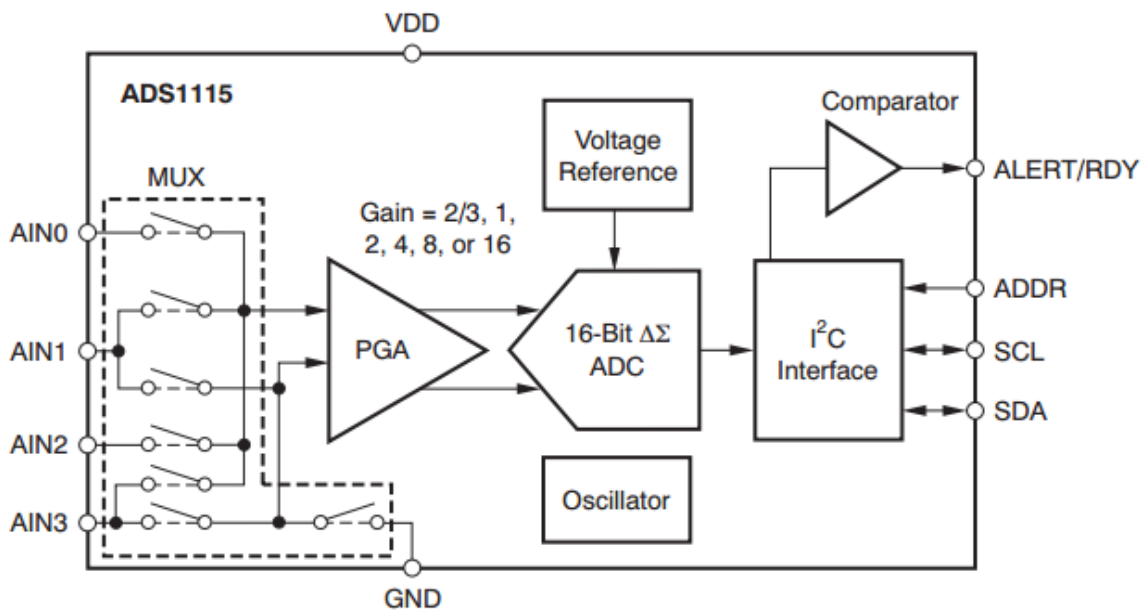 VDD
ADS1115
Comparator
Voltage
Reference
ALERT/RDY
MUX
Gain = 2/3, 1,
2, 4, 8, or 16
AIN0
ADDR
AIN1
PGA
16-Bit ΔΣ
ADC
I²C
Interface
SCL
SDA
AIN2
Oscillator
AIN3
GND